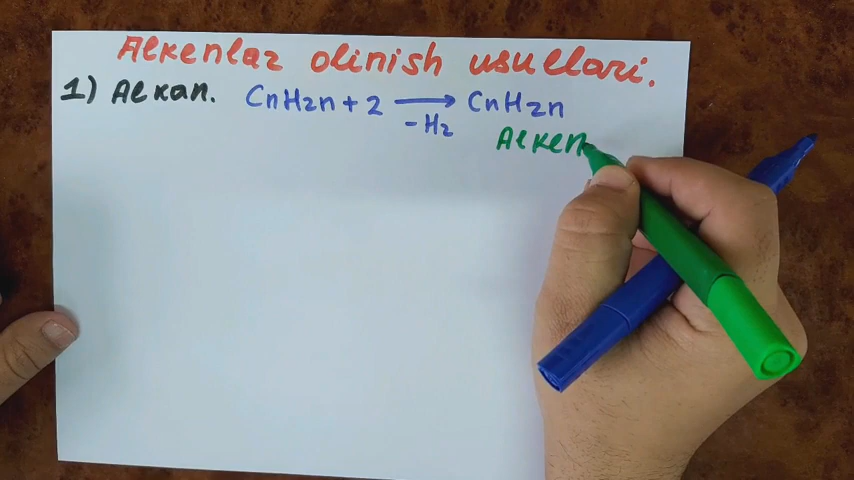 Alkenlar olinish usullari.
1) Alkan. CnH2n+2 ⟶ CnH2n
-H2
Alken